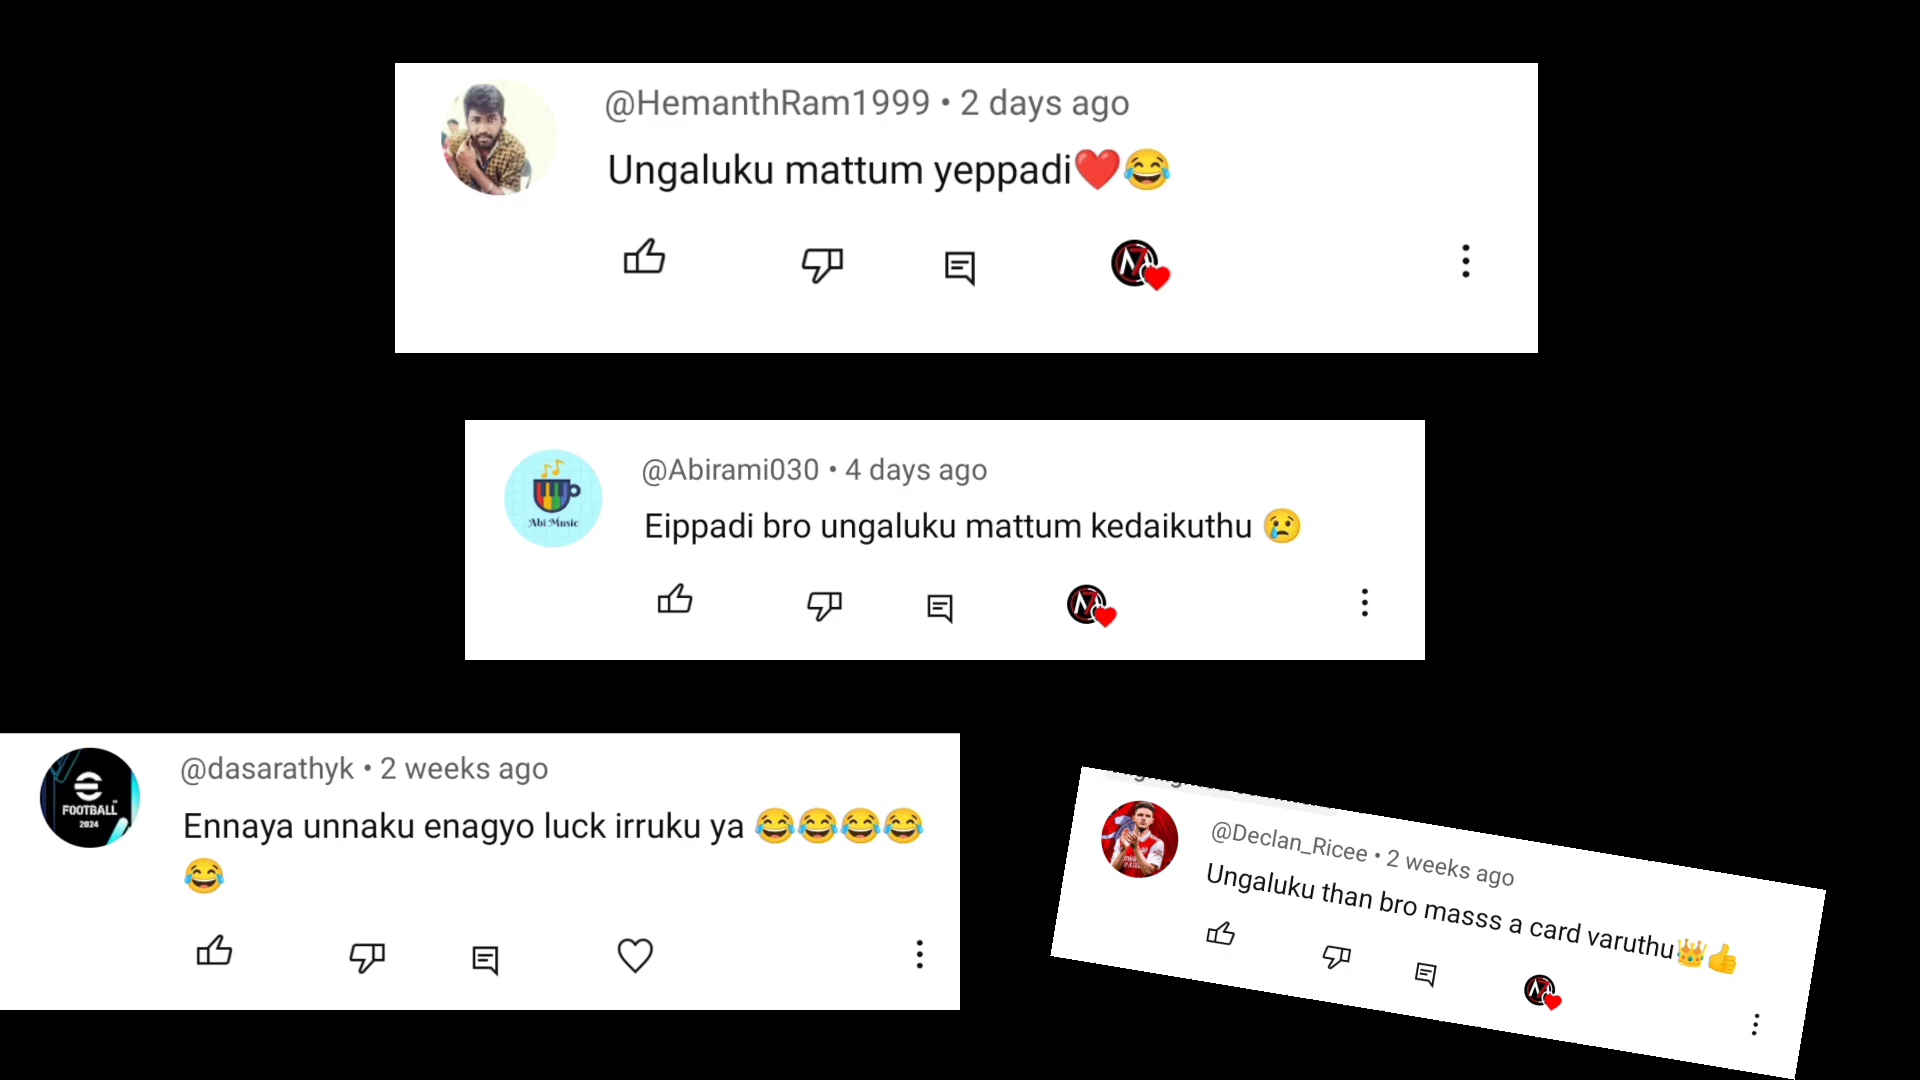 @HemanthRam1999 • 2 days ago
Ungaluku mattum yeppadi❤️😂
@Abirami030 • 4 days ago
Abi Music
Eippadi bro ungaluku mattum kedaikuthu 😢
@dasarathyk • 2 weeks ago
FOOTBALL
2024
Ennaya unnaku enagyo luck irruku ya 😂😂😂😂
😂
@Declan_Ricee • 2 weeks ago
Ungaluku than bro masss a card varuthu👑👍